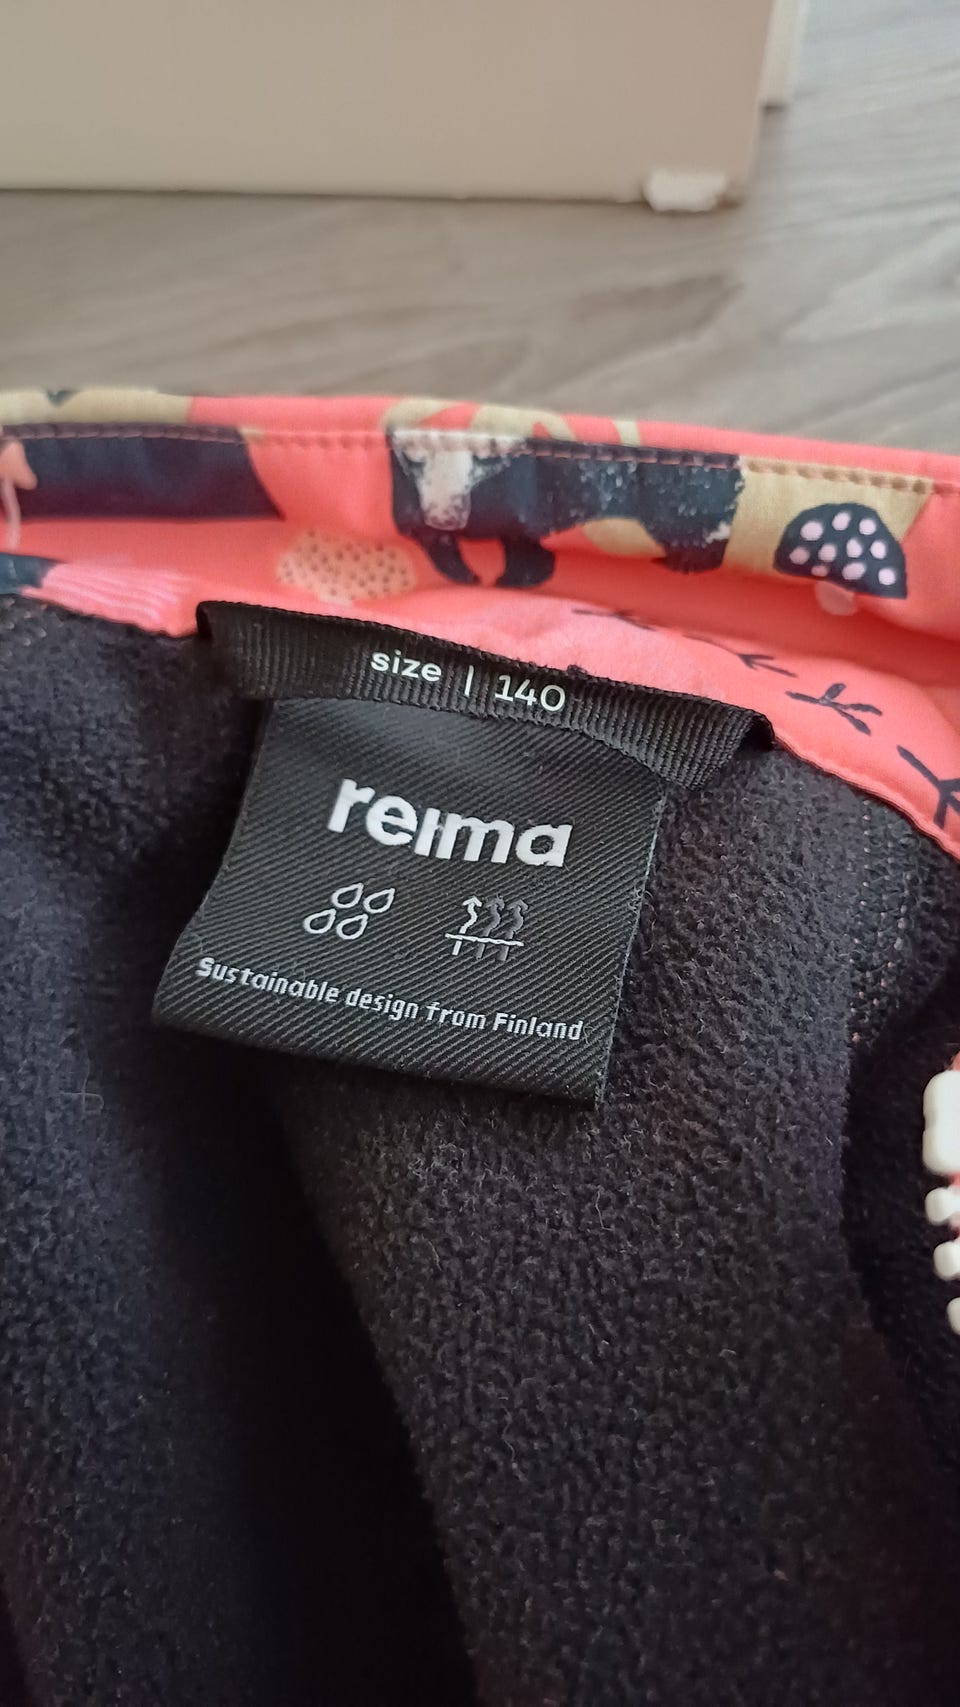 size | 140
reima
Sustainable design from Finland